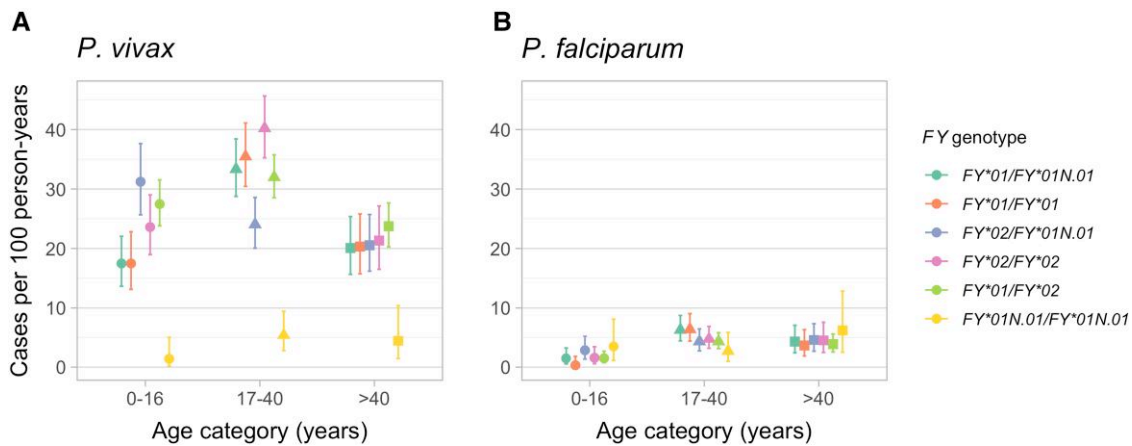 A
P. vivax
Cases per 100 person-years
40
30
20
10
0
0-16
17-40
>40
Age category (years)
B
P. falciparum
40
30
20
10
0
0-16
17-40
>40
Age category (years)
FY genotype
FY*01/FY*01N.01
FY*01/FY*01
FY*02/FY*01N.01
FY*02/FY*02
FY*01/FY*02
FY*01N.01/FY*01N.01